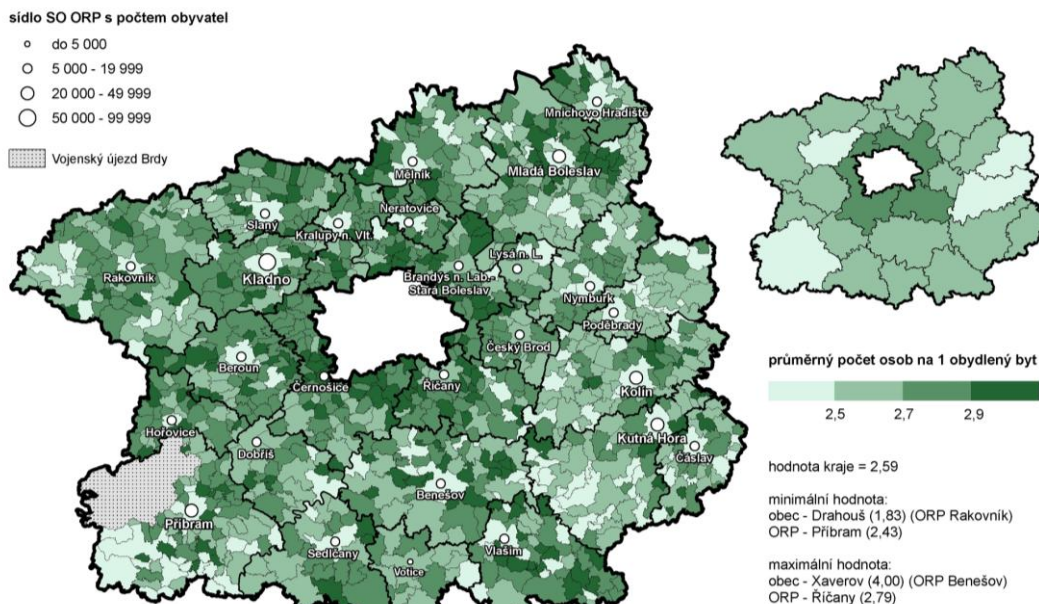 sídlo SO ORP s počtem obyvatel
do 5 000
5 000 - 19 999
20 000 - 49 999
50 000 - 99 999
Vojenský újezd Brdy
Mnichovo Hradiště
Mělník
Mladá Boleslav
Neratovice
Slaný
Kralupy n. Vlt.
Lysá n. L.
Rakovník
Kladno
Brandýs n. Lab.-
Stará Boleslav
Nymburk
Poděbrady
Český Brod
Beroun
Černošice
Říčany
Kolín
Hořovice
Kutná Hora
Dobříš
Čáslav
Benešov
Příbram
Sedlčany
Vlašim
Votice
průměrný počet osob na 1 obydlený byt
2,5
2,7
2,9
hodnota kraje = 2,59
minimální hodnota:
obec - Drahouš (1,83) (ORP Rakovník)
ORP - Příbram (2,43)
maximální hodnota:
obec - Xaverov (4,00) (ORP Benešov)
ORP - Říčany (2,79)